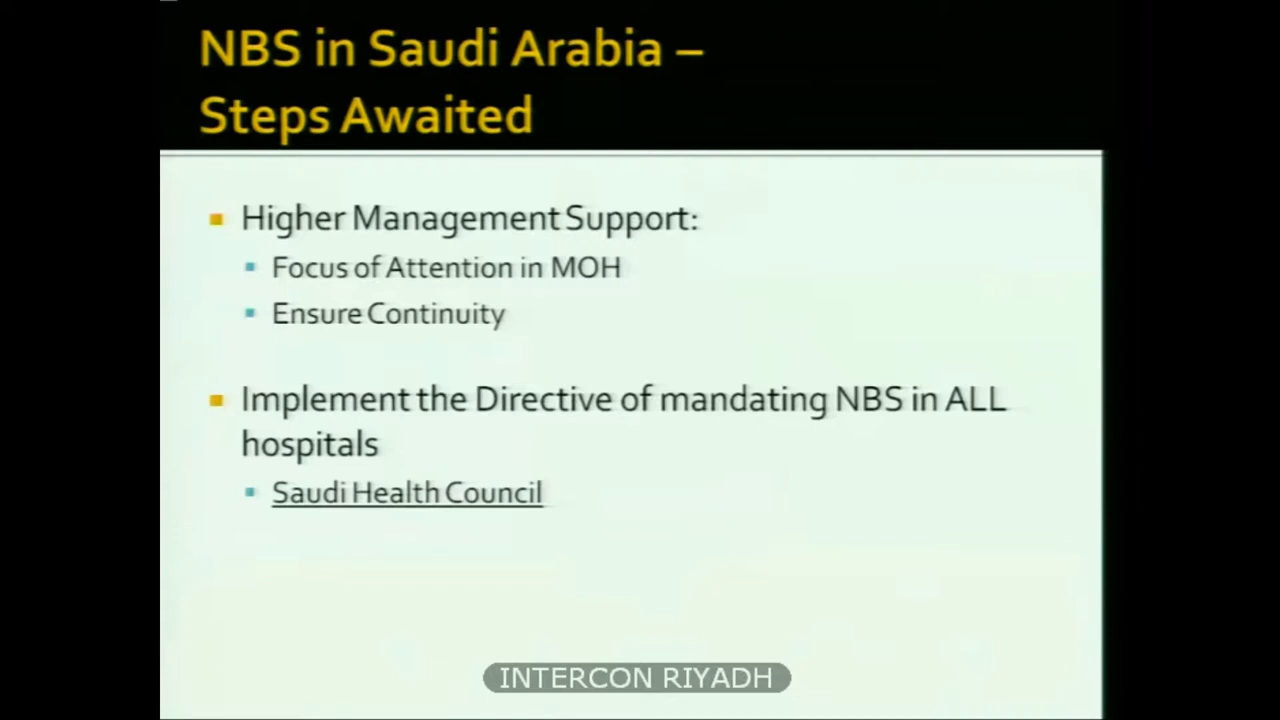 NBS in Saudi Arabia –
Steps Awaited
Higher Management Support:
Focus of Attention in MOH
Ensure Continuity
Implement the Directive of mandating NBS in ALL
hospitals
Saudi Health Council
INTERCON RIYADH